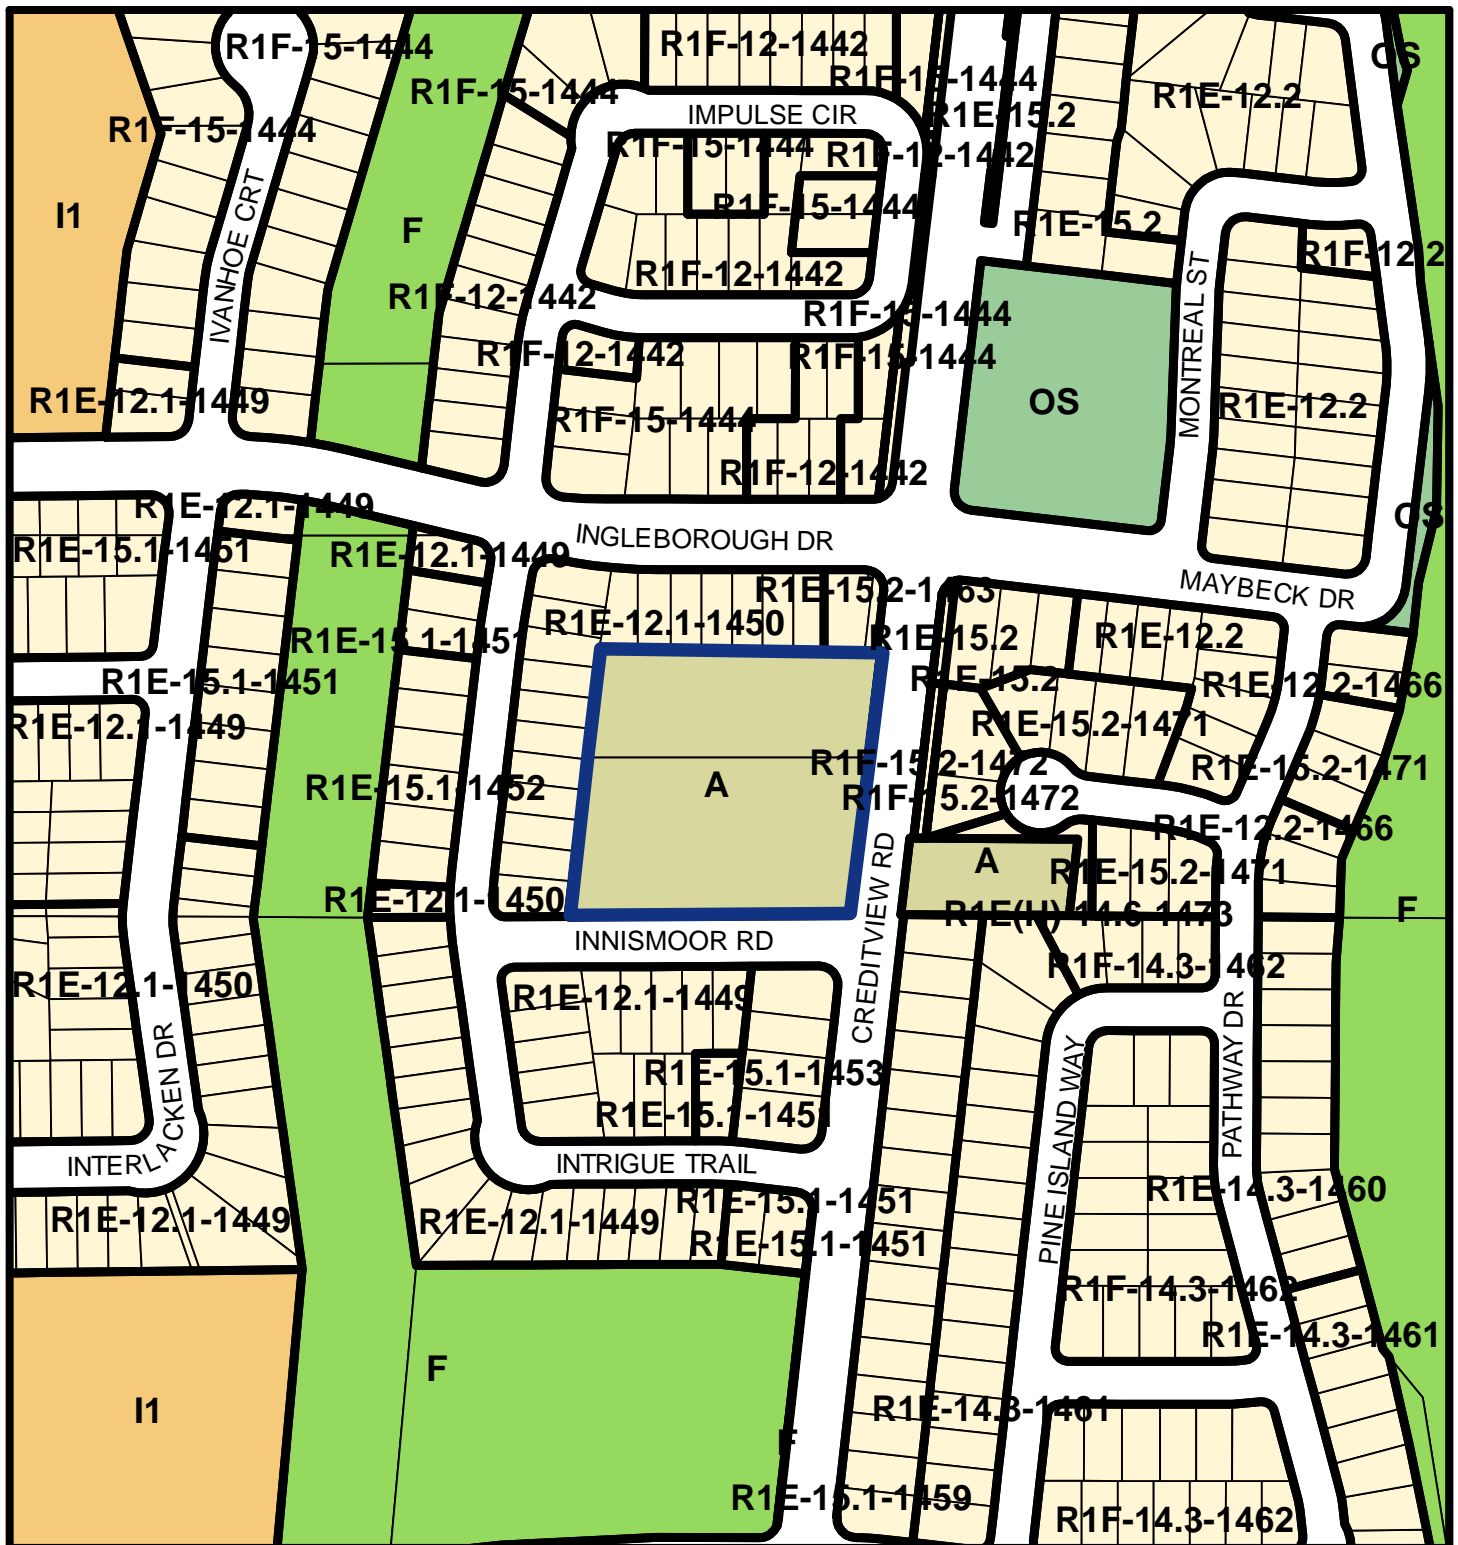 R1F-15-1444
R1F-12-1442
OS
R1F-15-1444
R1F-15-1444
R1E-12.2
IMPULSE CIR
R1E-15.2
R1F-15-1444
R1F-15-1444
R1F-12-1442
I1
IVANHOE CRT
F
R1F-15-1444
R1E-15.2
R1F-12.2
R1F-12-1442
R1F-12-1442
MONTREAL ST
R1F-15-1444
R1F-12-1442
R1F-15-1444
R1E-12.1-1449
OS
R1E-12.2
R1F-15-1444
R1F-12-1442
R1E-12.1-1449
OS
INGLEBOROUGH DR
R1E-15.1-1451
R1E-12.1-1449
MAYBECK DR
R1E-15.2-1463
R1E-12.1-1450
R1E-15.1-1451
R1E-15.2
R1E-12.2
R1E-15.1-1451
R1E-15.2
R1E-12.2-1466
R1E-12.1-1449
R1E-15.2-1471
R1F-15.2-1472
R1E-15.2-1471
R1E-15.1-1452
A
R1F-15.2-1472
R1E-12.2-1466
A
R1E-15.2-1471
R1E-12.1-1450
CREDITVIEW RD
R1E(H)-14.6-1473
F
INNISMOOR RD
R1F-14.3-1462
R1E-12.1-1450
R1E-12.1-1449
PATHWAY DR
R1E-15.1-1453
R1E-15.1-1451
INTERLACKEN DR
INTRIGUE TRAIL
PINE ISLAND WAY
R1E-14.3-1460
R1E-15.1-1451
R1E-12.1-1449
R1E-12.1-1449
R1E-15.1-1451
R1F-14.3-1462
R1E-14.3-1461
F
I1
R1E-14.3-1461
F
R1E-15.1-1459
R1F-14.3-1462